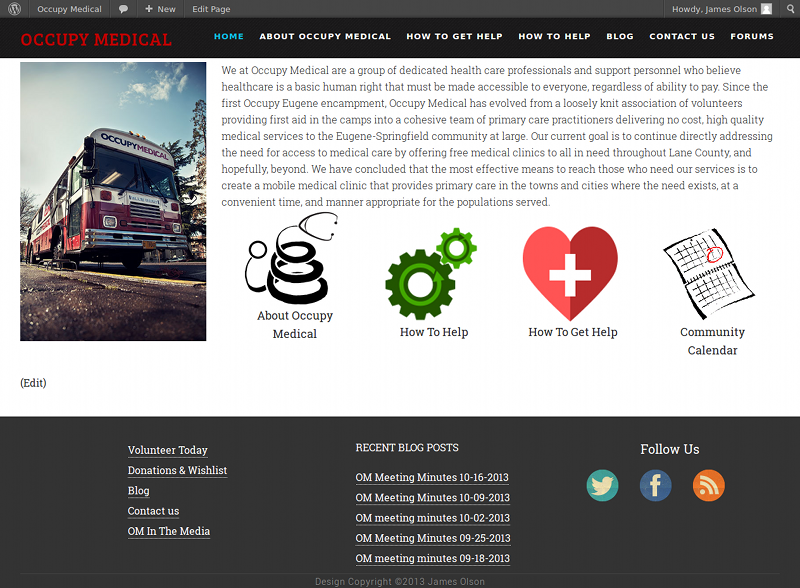 Occupy Medical
New
Edit Page
Howdy, James Olson
OCCUPY MEDICAL
HOME
ABOUT OCCUPY MEDICAL
HOW TO GET HELP
HOW TO HELP
BLOG
CONTACT US
FORUMS
OCCUPYMEDICAL
We at Occupy Medical are a group of dedicated health care professionals and support personnel who believe
healthcare is a basic human right that must be made accessible to everyone, regardless of ability to pay. Since the
first Occupy Eugene encampment, Occupy Medical has evolved from a loosely knit association of volunteers
providing first aid in the camps into a cohesive team of primary care practitioners delivering no cost, high quality
medical services to the Eugene-Springfield community at large. Our current goal is to continue directly addressing
the need for access to medical care by offering free medical clinics to all in need throughout Lane County, and
hopefully, beyond. We have concluded that the most effective means to reach those who need our services is to
create a mobile medical clinic that provides primary care in the towns and cities where the need exists, at a
convenient time, and manner appropriate for the populations served.
About Occupy
Medical
How To Help
How To Get Help
Community
Calendar
(Edit)
Volunteer Today
Donations & Wishlist
Blog
Contact us
OM In The Media
RECENT BLOG POSTS
OM Meeting Minutes 10-16-2013
OM Meeting Minutes 10-09-2013
OM meeting minutes 10-02-2013
OM Meeting Minutes 09-25-2013
OM meeting minutes 09-18-2013
Follow Us
Design Copyright ©2013 James Olson